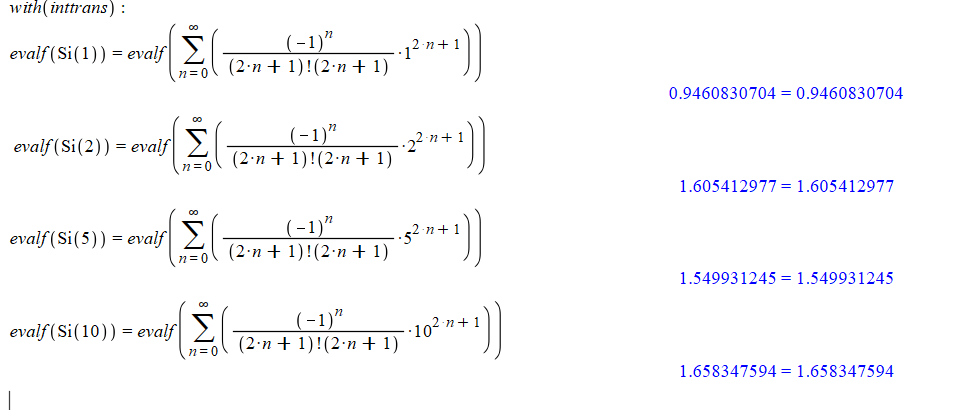 with(inttrans) :
evalf(Si(1)) = evalf(∑_{n=0}^{∞} ((-1)^n / ((2·n + 1)!(2·n + 1)) ·1^{2·n + 1}))
0.9460830704 = 0.9460830704
evalf(Si(2)) = evalf(∑_{n=0}^{∞} ((-1)^n / ((2·n + 1)!(2·n + 1)) ·2^{2·n + 1}))
1.605412977 = 1.605412977
evalf(Si(5)) = evalf(∑_{n=0}^{∞} ((-1)^n / ((2·n + 1)!(2·n + 1)) ·5^{2·n + 1}))
1.549931245 = 1.549931245
evalf(Si(10)) = evalf(∑_{n=0}^{∞} ((-1)^n / ((2·n + 1)!(2·n + 1)) ·10^{2·n + 1}))
1.658347594 = 1.658347594